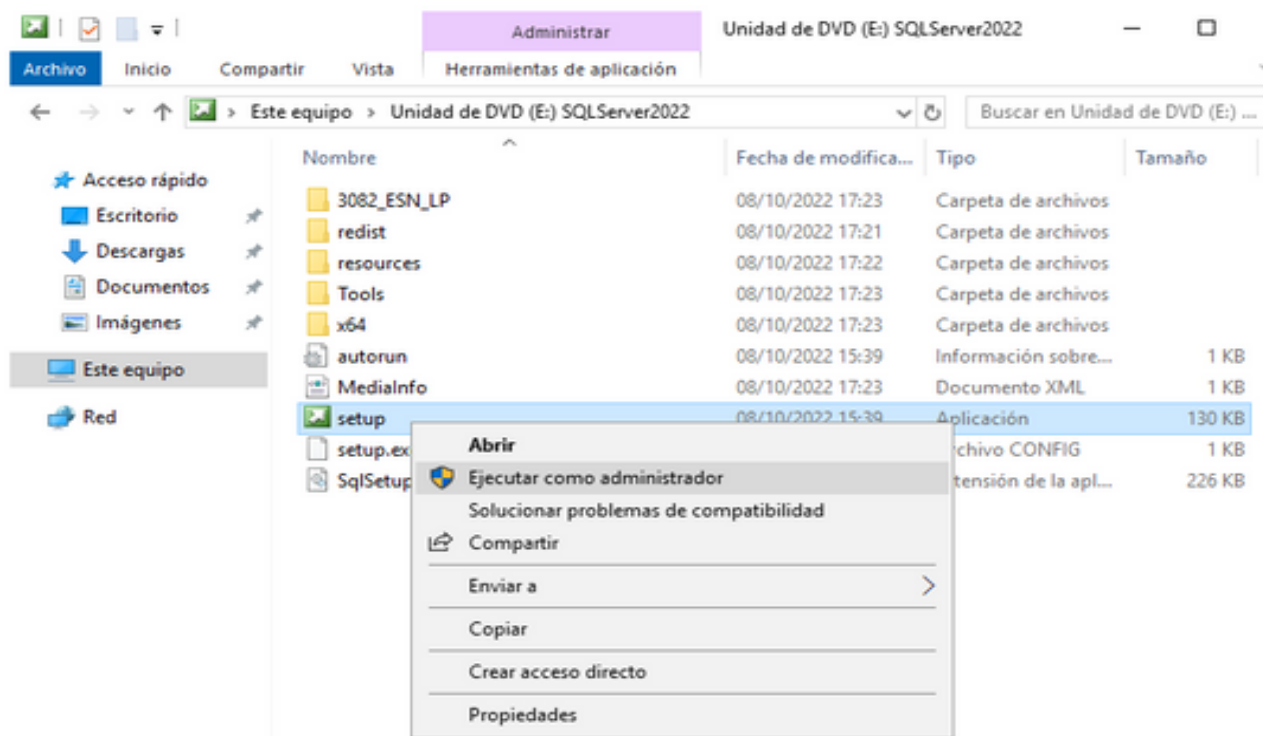 Administrar
Unidad de DVD (E:) SQLServer2022
Archivo Inicio Compartir Vista Herramientas de aplicación
Este equipo > Unidad de DVD (E:) SQLServer2022
Buscar en Unidad de DVD (E:) ...
Acceso rápido
Escritorio
Descargas
Documentos
Imágenes
Este equipo
Red
Nombre Fecha de modifica... Tipo Tamaño
3082_ESN_LP 08/10/2022 17:23 Carpeta de archivos
redist 08/10/2022 17:21 Carpeta de archivos
resources 08/10/2022 17:22 Carpeta de archivos
Tools 08/10/2022 17:23 Carpeta de archivos
x64 08/10/2022 17:23 Carpeta de archivos
autorun 08/10/2022 15:39 Información sobre... 1 KB
MediaInfo 08/10/2022 17:23 Documento XML 1 KB
setup 08/10/2022 15:39 Aplicación 130 KB
setup.ex chivo CONFIG 1 KB
SqlSetup tensión de la apl... 226 KB
Abrir
Ejecutar como administrador
Solucionar problemas de compatibilidad
Compartir
Enviar a
Copiar
Crear acceso directo
Propiedades